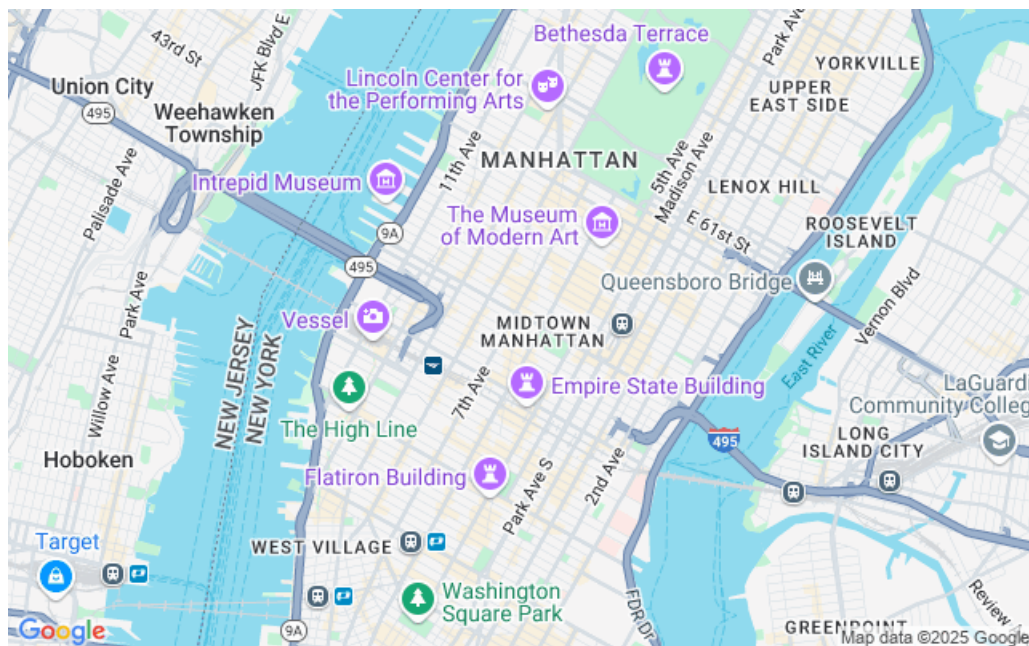 43rd St
JFK Blvd E
Bethesda Terrace
Park Ave
YORKVILLE
Union City
495
Lincoln Center for
the Performing Arts
UPPER
EAST SIDE
Weehawken
Township
11th Ave
MANHATTAN
5th Ave
Madison Ave
Palisade Ave
Intrepid Museum
LENOX HILL
The Museum
of Modern Art
E 61st St
ROOSEVELT
ISLAND
9A
495
Queensboro Bridge
Vernon Blvd
Park Ave
Vessel
MIDTOWN
MANHATTAN
NEW JERSEY
NEW YORK
East River
Willow Ave
7th Ave
Empire State Building
LaGuardi
Community Colleg
The High Line
495
LONG
ISLAND CITY
Hoboken
Flatiron Building
Park Ave S
2nd Ave
WEST VILLAGE
Target
Washington
Square Park
FDR Dr
Review A
9A
GREENPOINT
Google
Map data ©2025 Google